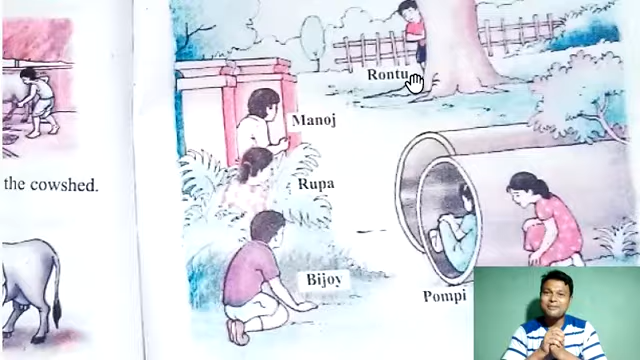 the cowshed.
Rontu
Manoj
Rupa
Bijoy
Pompi